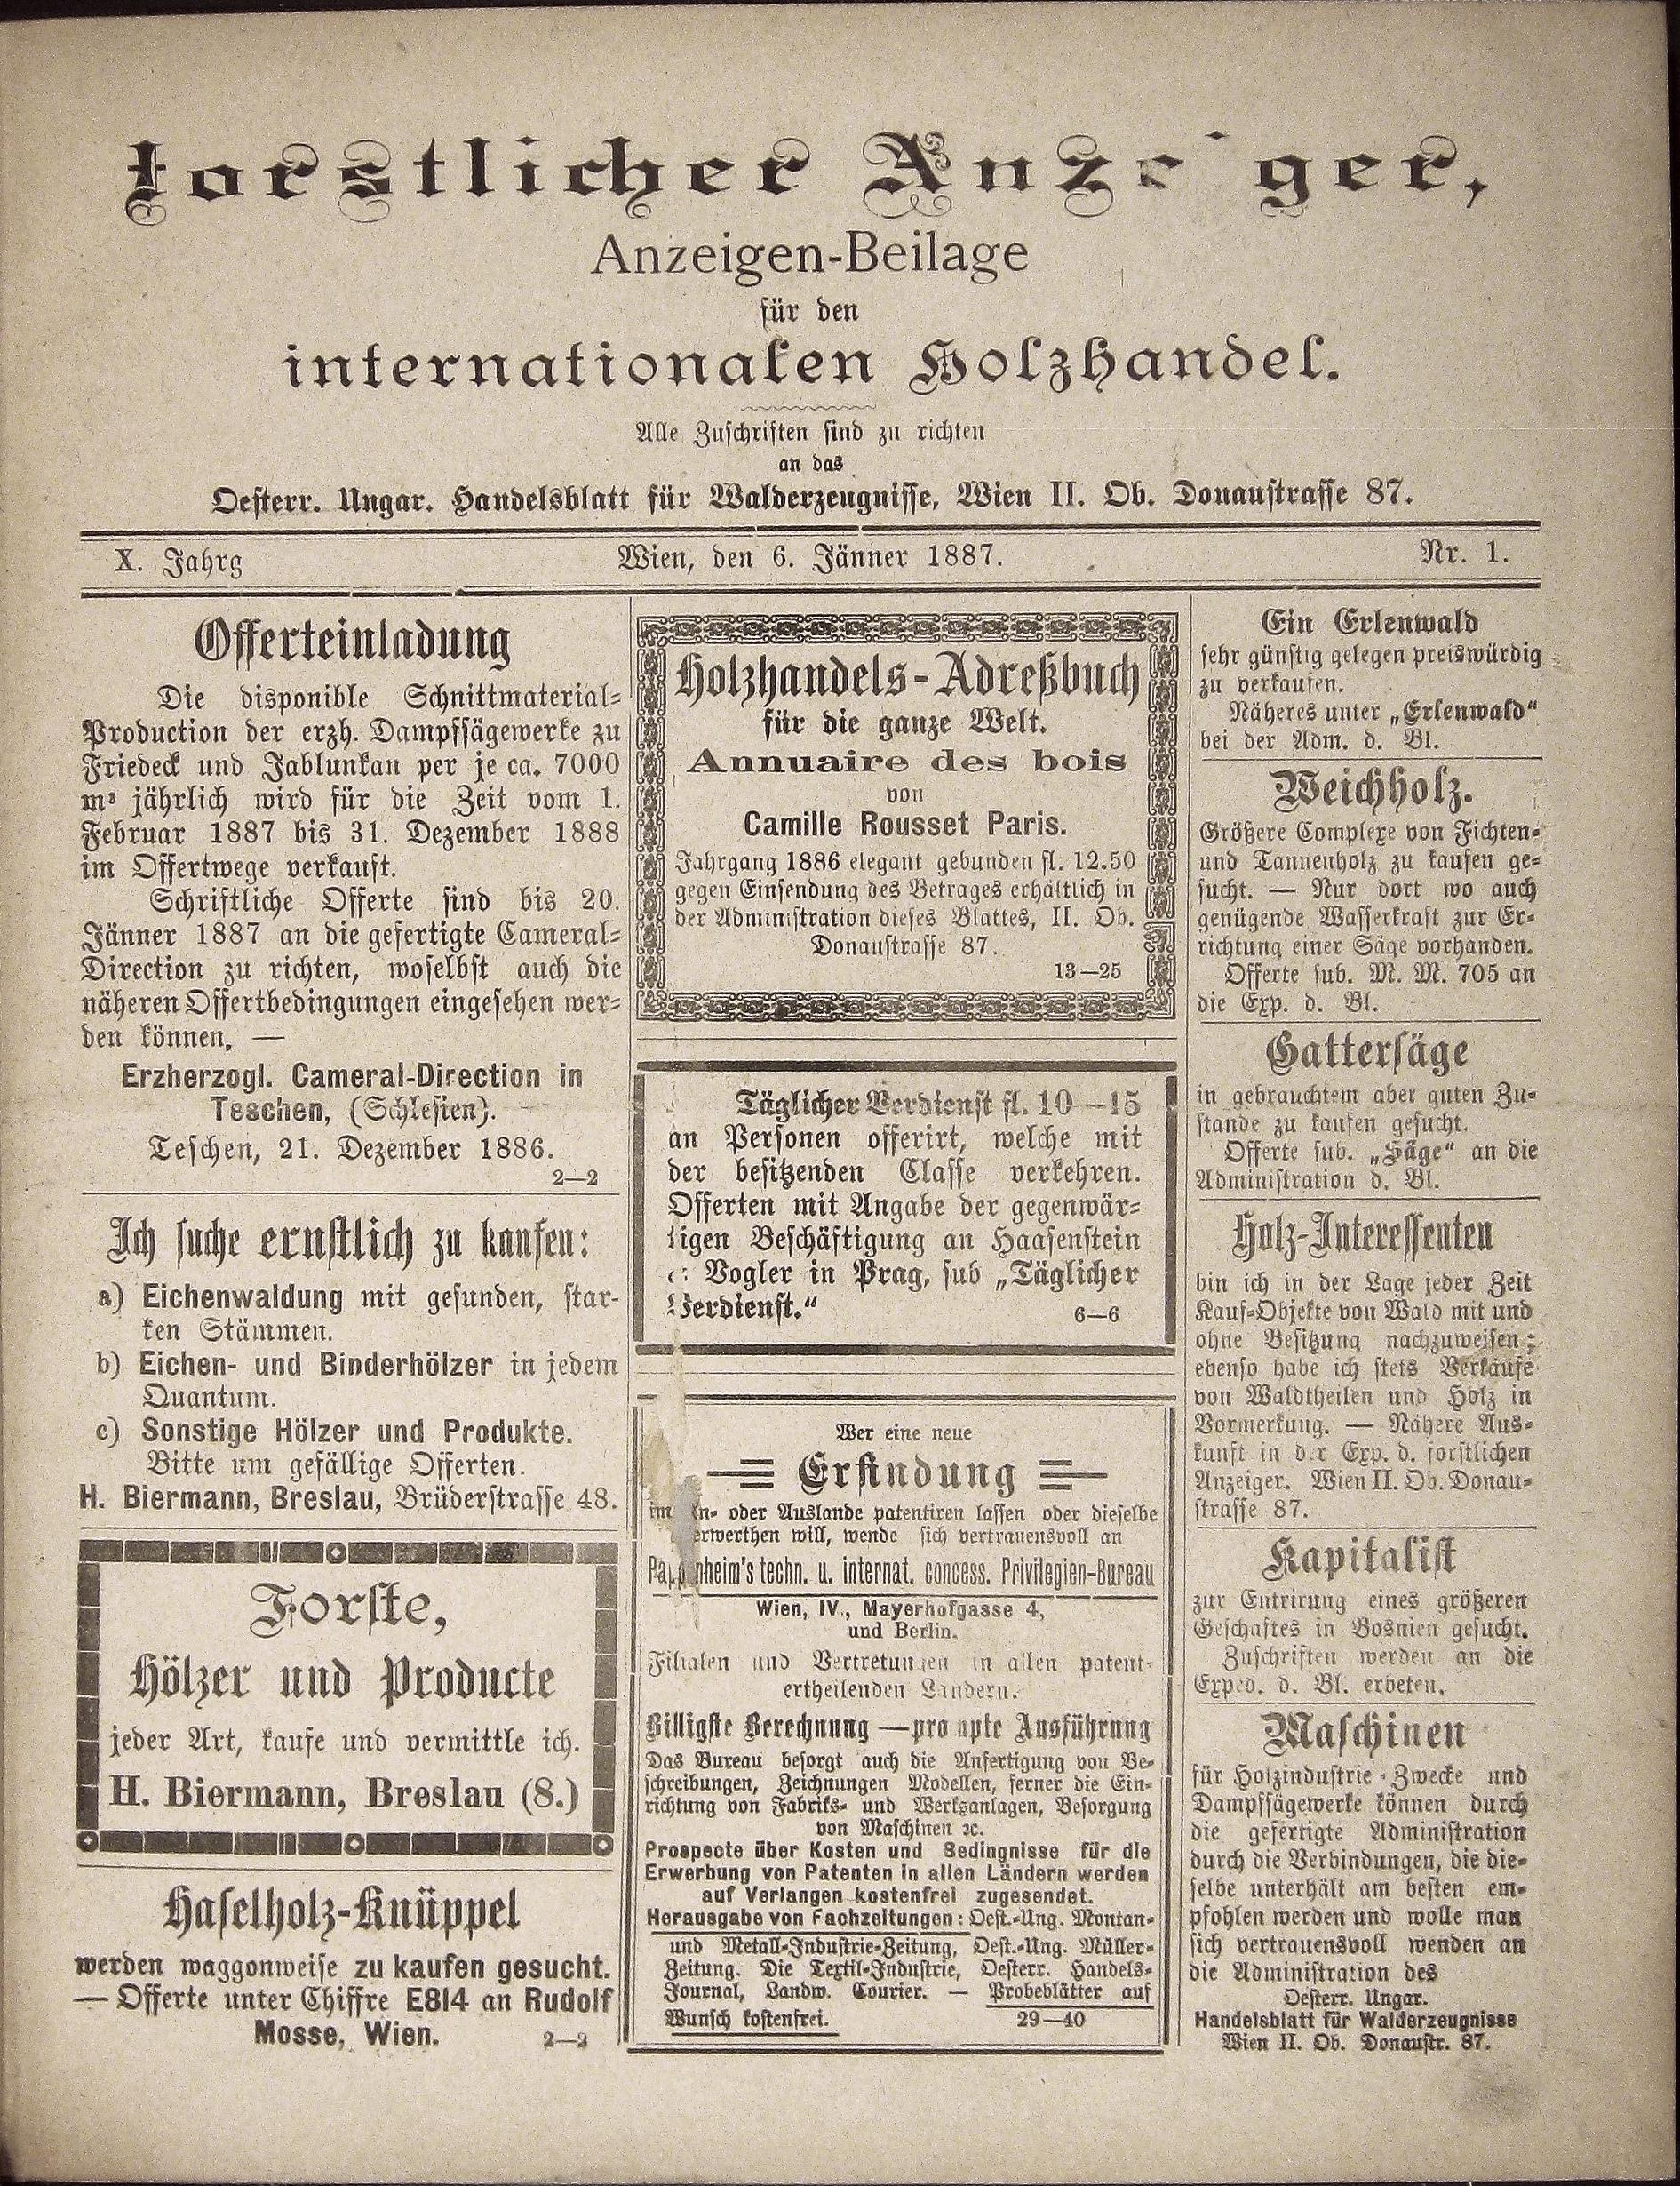 Forstlicher Anzeiger,
Anzeigen-Beilage
für den
internationalen Holzhandel.
Alle Zuschriften sind zu richten
an das
Oesterr. Ungar. Handelsblatt für Walderzeugnisse, Wien II. Ob. Donaustrasse 87.
X. Jahrg
Wien, den 6. Jänner 1887.
Nr. 1.
Offerteinladung
Die disponible Schnittmaterial-
Production der erzh. Dampfsägewerke zu
Friedeck und Jablunkau per je ca. 7000
m³ jährlich wird für die Zeit vom 1.
Februar 1887 bis 31. Dezember 1888
im Offertwege verkauft.
Schriftliche Offerte sind bis 20.
Jänner 1887 an die gefertigte Cameral-
Direction zu richten, woselbst auch die
näheren Offertbedingungen eingesehen wer-
den können. —
Erzherzogl. Cameral-Direction in
Teschen, (Schlesien).
Teschen, 21. Dezember 1886.
2—2
Ich suche ernstlich zu kaufen:
a) Eichenwaldung mit gesunden, star-
ken Stämmen.
b) Eichen- und Binderhölzer in jedem
Quantum.
c) Sonstige Hölzer und Produkte.
Bitte um gefällige Offerten.
H. Biermann, Breslau, Brüderstrasse 48.
Forste,
Hölzer und Producte
jeder Art, kaufe und vermittle ich.
H. Biermann, Breslau (8.)
Haselholz-Knüppel
werden waggonweise zu kaufen gesucht.
— Offerte unter Chiffre E814 an Rudolf
Mosse, Wien. 2—2
Holzhandels-Adreßbuch
für die ganze Welt.
Annuaire des bois
von
Camille Rousset Paris.
Jahrgang 1886 elegant gebunden fl. 12.50
gegen Einsendung des Betrages erhältlich in
der Administration dieses Blattes, II. Ob.
Donaustrasse 87.
13—25
Täglicher Verdienst fl. 10 —15
an Personen offerirt, welche mit
der besitzenden Classe verkehren.
Offerten mit Angabe der gegenwär-
tigen Beschäftigung an Haasenstein
& Vogler in Prag, sub „Täglicher
Verdienst.“ 6—6
Wer eine neue
Erfindung
im In- oder Auslande patentiren lassen oder dieselbe
verwerthen will, wende sich vertrauensvoll an
Pappenheim's techn. u. internat. concess. Privilegien-Bureau
Wien, IV., Mayerhofgasse 4,
und Berlin.
Filialen und Vertretungen in allen patent-
ertheilenden Ländern.
Billigste Berechnung — prompte Ausführung
Das Bureau besorgt auch die Anfertigung von Be-
schreibungen, Zeichnungen Modellen, ferner die Ein-
richtung von Fabriks- und Werksanlagen, Besorgung
von Maschinen ꝛc.
Prospecte über Kosten und Bedingnisse für die
Erwerbung von Patenten in allen Ländern werden
auf Verlangen kostenfrei zugesendet.
Herausgabe von Fachzeitungen: Oest.-Ung. Montan-
und Metall-Industrie-Zeitung, Oest.-Ung. Müller-
Zeitung. Die Textil-Industrie, Oesterr. Handels-
Journal, Landw. Courier. — Probeblätter auf
Wunsch kostenfrei. 29—40
Ein Erlenwald
sehr günstig gelegen preiswürdig
zu verkaufen.
Näheres unter „Erlenwald“
bei der Adm. d. Bl.
Weichholz.
Größere Complexe von Fichten-
und Tannenholz zu kaufen ge-
sucht. — Nur dort wo auch
genügende Wasserkraft zur Er-
richtung einer Säge vorhanden.
Offerte sub. M. M. 705 an
die Exp. d. Bl.
Gattersäge
in gebrauchtem aber guten Zu-
stande zu kaufen gesucht.
Offerte sub. „Säge“ an die
Administration d. Bl.
Holz-Interessenten
bin ich in der Lage jeder Zeit
Kauf-Objekte von Wald mit und
ohne Besitzung nachzuweisen;
ebenso habe ich stets Verkäufe
von Waldtheilen und Holz in
Vormerkung. — Nähere Aus-
kunft in der Exp. d. forstlichen
Anzeiger. Wien II. Ob. Donau-
strasse 87.
Kapitalist
zur Entrirung eines größeren
Geschäftes in Bosnien gesucht.
Zuschriften werden an die
Exped. d. Bl. erbeten.
Maschinen
für Holzindustrie-Zwecke und
Dampfsägewerke können durch
die gefertigte Administration
durch die Verbindungen, die die-
selbe unterhält am besten em-
pfohlen werden und wolle man
sich vertrauensvoll wenden an
die Administration des
Oesterr. Ungar.
Handelsblatt für Walderzeugnisse
Wien II. Ob. Donaustr. 87.